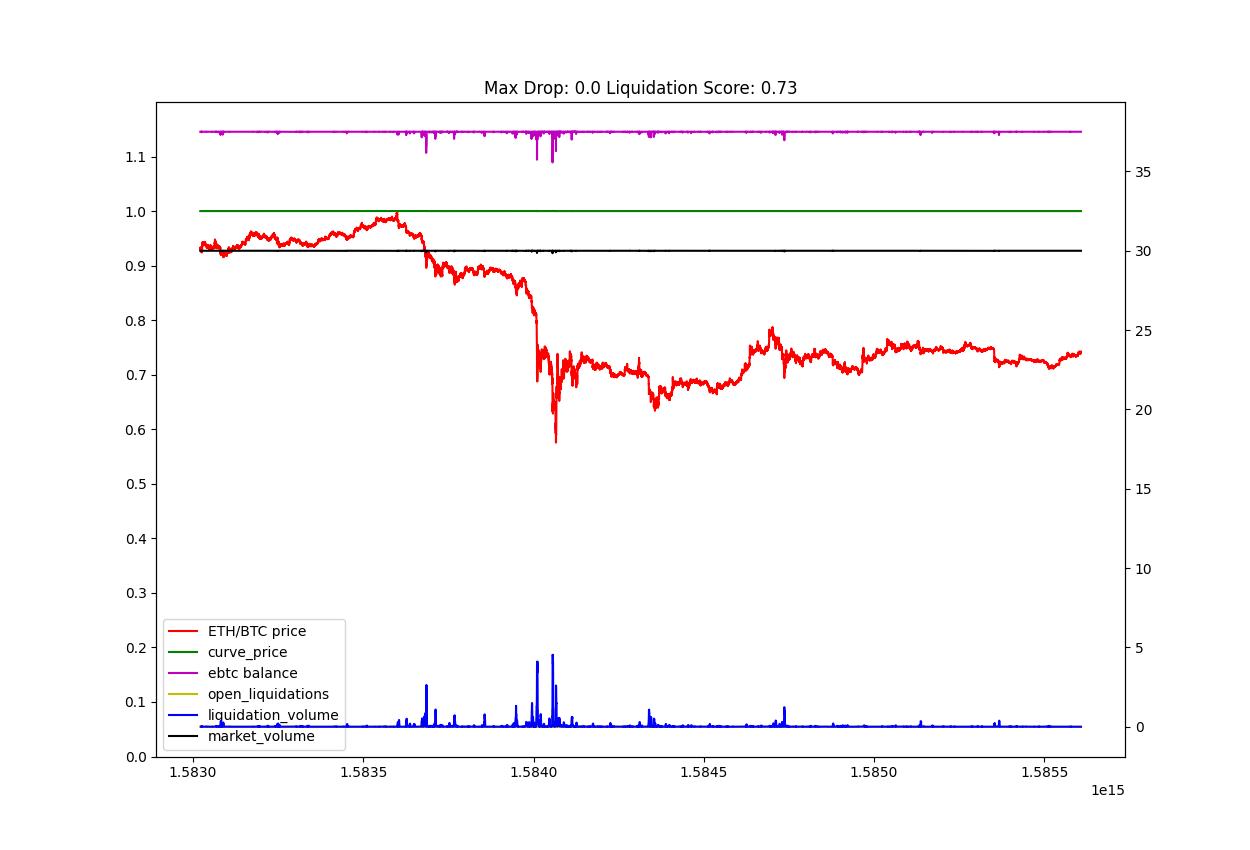 Max Drop: 0.0 Liquidation Score: 0.73
1.1
1.0
0.9
0.8
0.7
0.6
0.5
0.4
0.3
0.2
0.1
0.0
35
30
25
20
15
10
5
0
ETH/BTC price
curve_price
ebtc balance
open_liquidations
liquidation_volume
market_volume
1.5830 1.5835 1.5840 1.5845 1.5850 1.5855
1e15